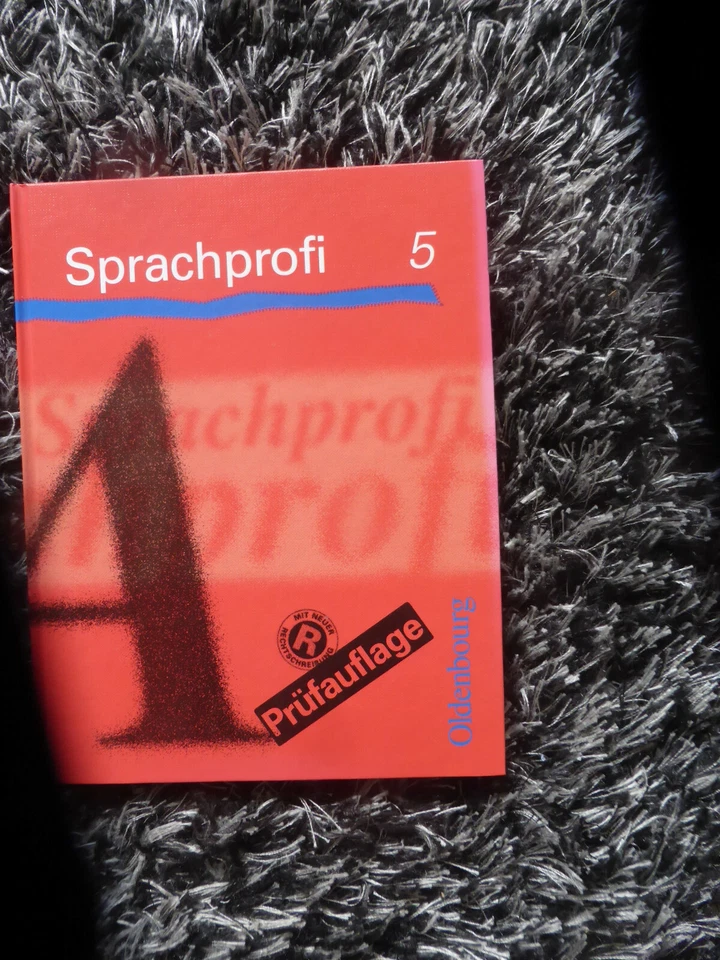 Sprachprofi 5
Sprachprofi
profi
A
MIT NEUER
R
RECHTSCHREIBUNG
Prüfauflage
Oldenbourg